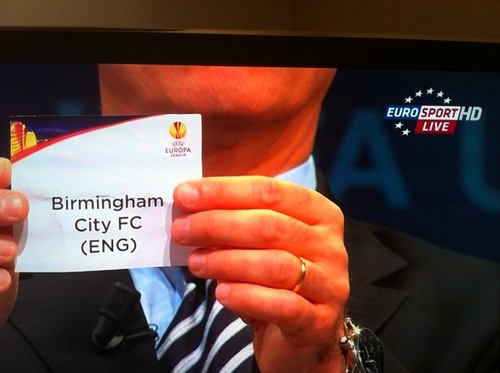 EUROSPORT HD
LIVE
UEFA
EUROPA
LEAGUE
Birmingham
City FC
(ENG)
A U